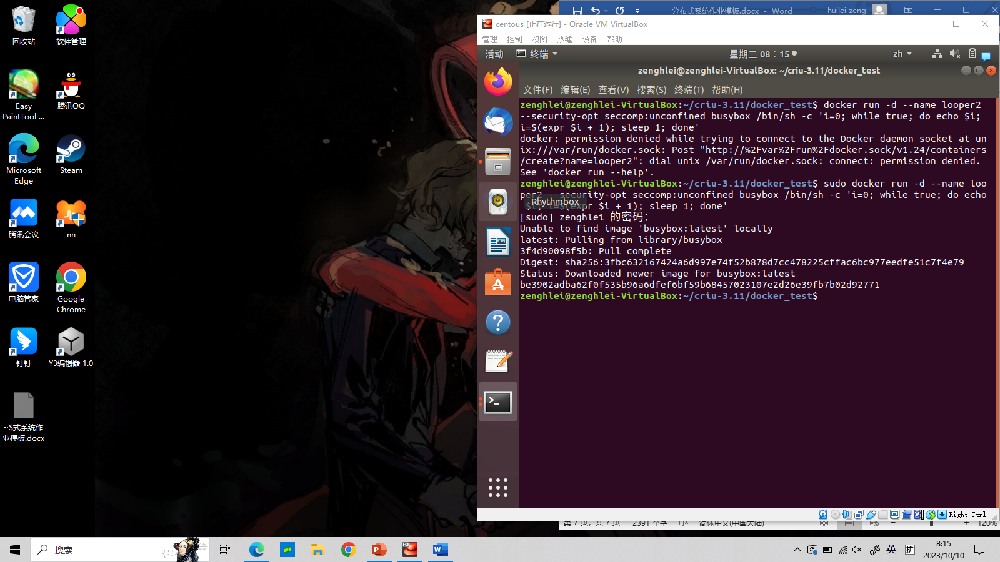 回收站
软件管理
Easy
PaintTool ...
腾讯QQ
Microsoft
Edge
Steam
腾讯会议
nn
电脑管家
Google
Chrome
钉钉
Y3编辑器 1.0
~$式系统作
业模板.docx
分布式系统作业模板.docx - Word
huilei zeng
centous [正在运行] - Oracle VM VirtualBox
管理 控制 视图 热键 设备 帮助
活动 终端 星期二 08：15 zh
zenghlei@zenghlei-VirtualBox: ~/criu-3.11/docker_test
文件(F) 编辑(E) 查看(V) 搜索(S) 终端(T) 帮助(H)
zenghlei@zenghlei-VirtualBox:~/criu-3.11/docker_test$ docker run -d --name looper2
--security-opt seccomp:unconfined busybox /bin/sh -c 'i=0; while true; do echo $i;
i=$(expr $i + 1); sleep 1; done'
docker: permission denied while trying to connect to the Docker daemon socket at un
ix:///var/run/docker.sock: Post "http://%2Fvar%2Frun%2Fdocker.sock/v1.24/containers
/create?name=looper2": dial unix /var/run/docker.sock: connect: permission denied.
See 'docker run --help'.
zenghlei@zenghlei-VirtualBox:~/criu-3.11/docker_test$ sudo docker run -d --name loo
per2 --security-opt seccomp:unconfined busybox /bin/sh -c 'i=0; while true; do echo
Rhythmbox
$i; i=$(expr $i + 1); sleep 1; done'
[sudo] zenghlei 的密码：
Unable to find image 'busybox:latest' locally
latest: Pulling from library/busybox
3f4d90098f5b: Pull complete
Digest: sha256:3fbc632167424a6d997e74f52b878d7cc478225cffac6bc977eedfe51c7f4e79
Status: Downloaded newer image for busybox:latest
be3902adba62f0f535b96a6dfef6bf59b68457023107e2d26e39fb7b02d92771
zenghlei@zenghlei-VirtualBox:~/criu-3.11/docker_test$
Right Ctrl
第 7 页，共 7 页 2391 个字 简体中文(中国大陆) 120%
搜索
英 拼
8:15
2023/10/10